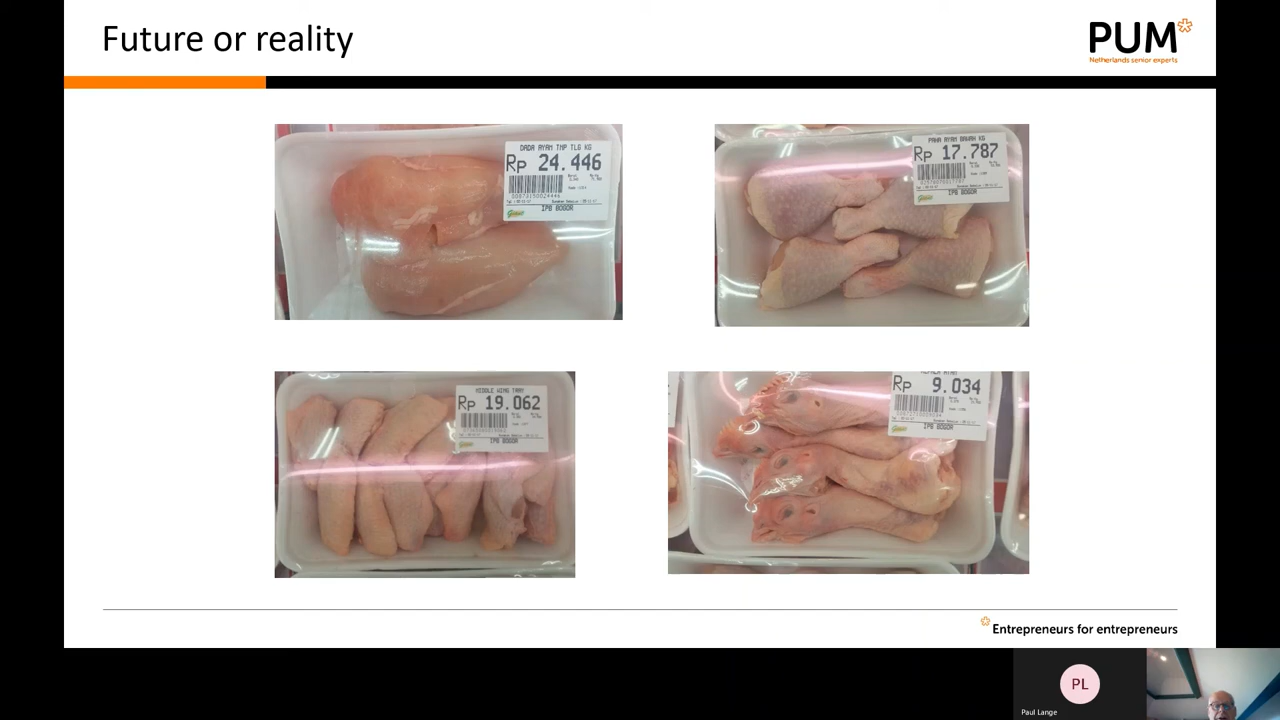 Future or reality
PUM
Netherlands senior experts
DADA AYAM TNP TLG KG
Rp 24.446
IPB BOGOR
PAHA AYAM BAWAH KG
Rp 17.787
IPB BOGOR
MIDDLE WING
Rp 19.062
IPB BOGOR
Rp 9.034
IPB BOGOR
Entrepreneurs for entrepreneurs
PL
Paul Lange